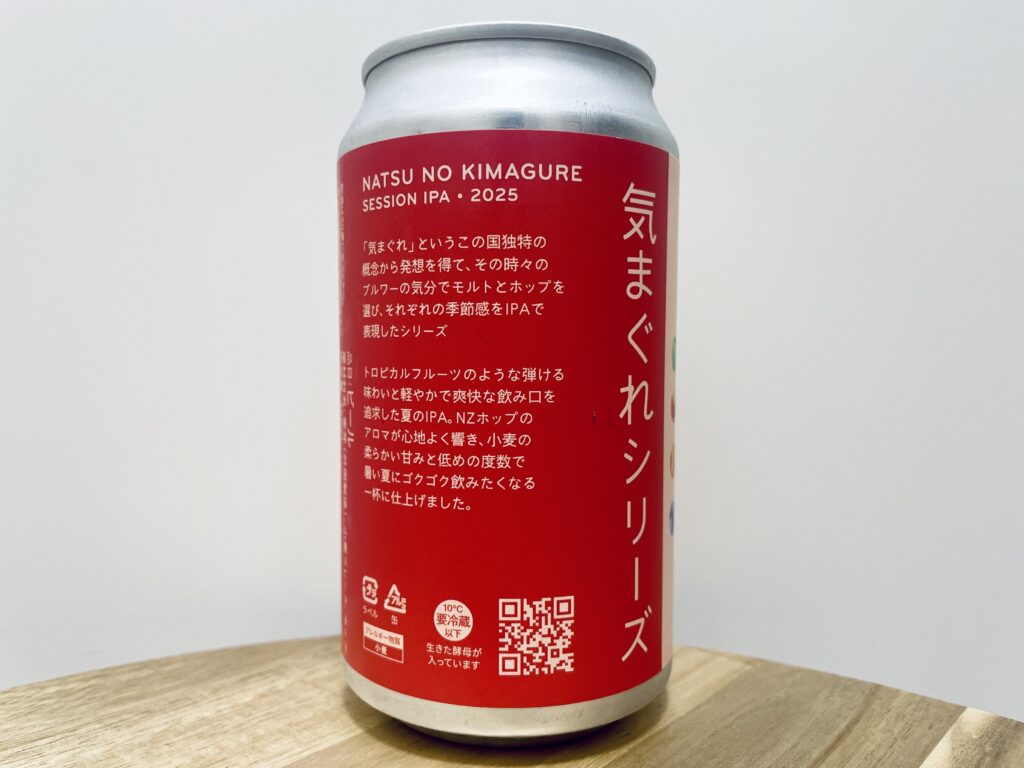 NATSU NO KIMAGURE
SESSION IPA • 2025
「気まぐれ」というこの国独特の
概念から発想を得て、その時々の
ブルワーの気分でモルトとホップを
選び、それぞれの季節感をIPAで
表現したシリーズ
トロピカルフルーツのような弾ける
味わいと軽やかで爽快な飲み口を
追求した夏のIPA。NZホップの
アロマが心地よく響き、小麦の
柔らかい甘みと低めの度数で
暑い夏にゴクゴク飲みたくなる
一杯に仕上げました。
気まぐれシリーズ
プラ
ラベル
アルミ
缶
アレルギー物質
小麦
10℃
要冷蔵
以下
生きた酵母が
入っています
品目：ビール